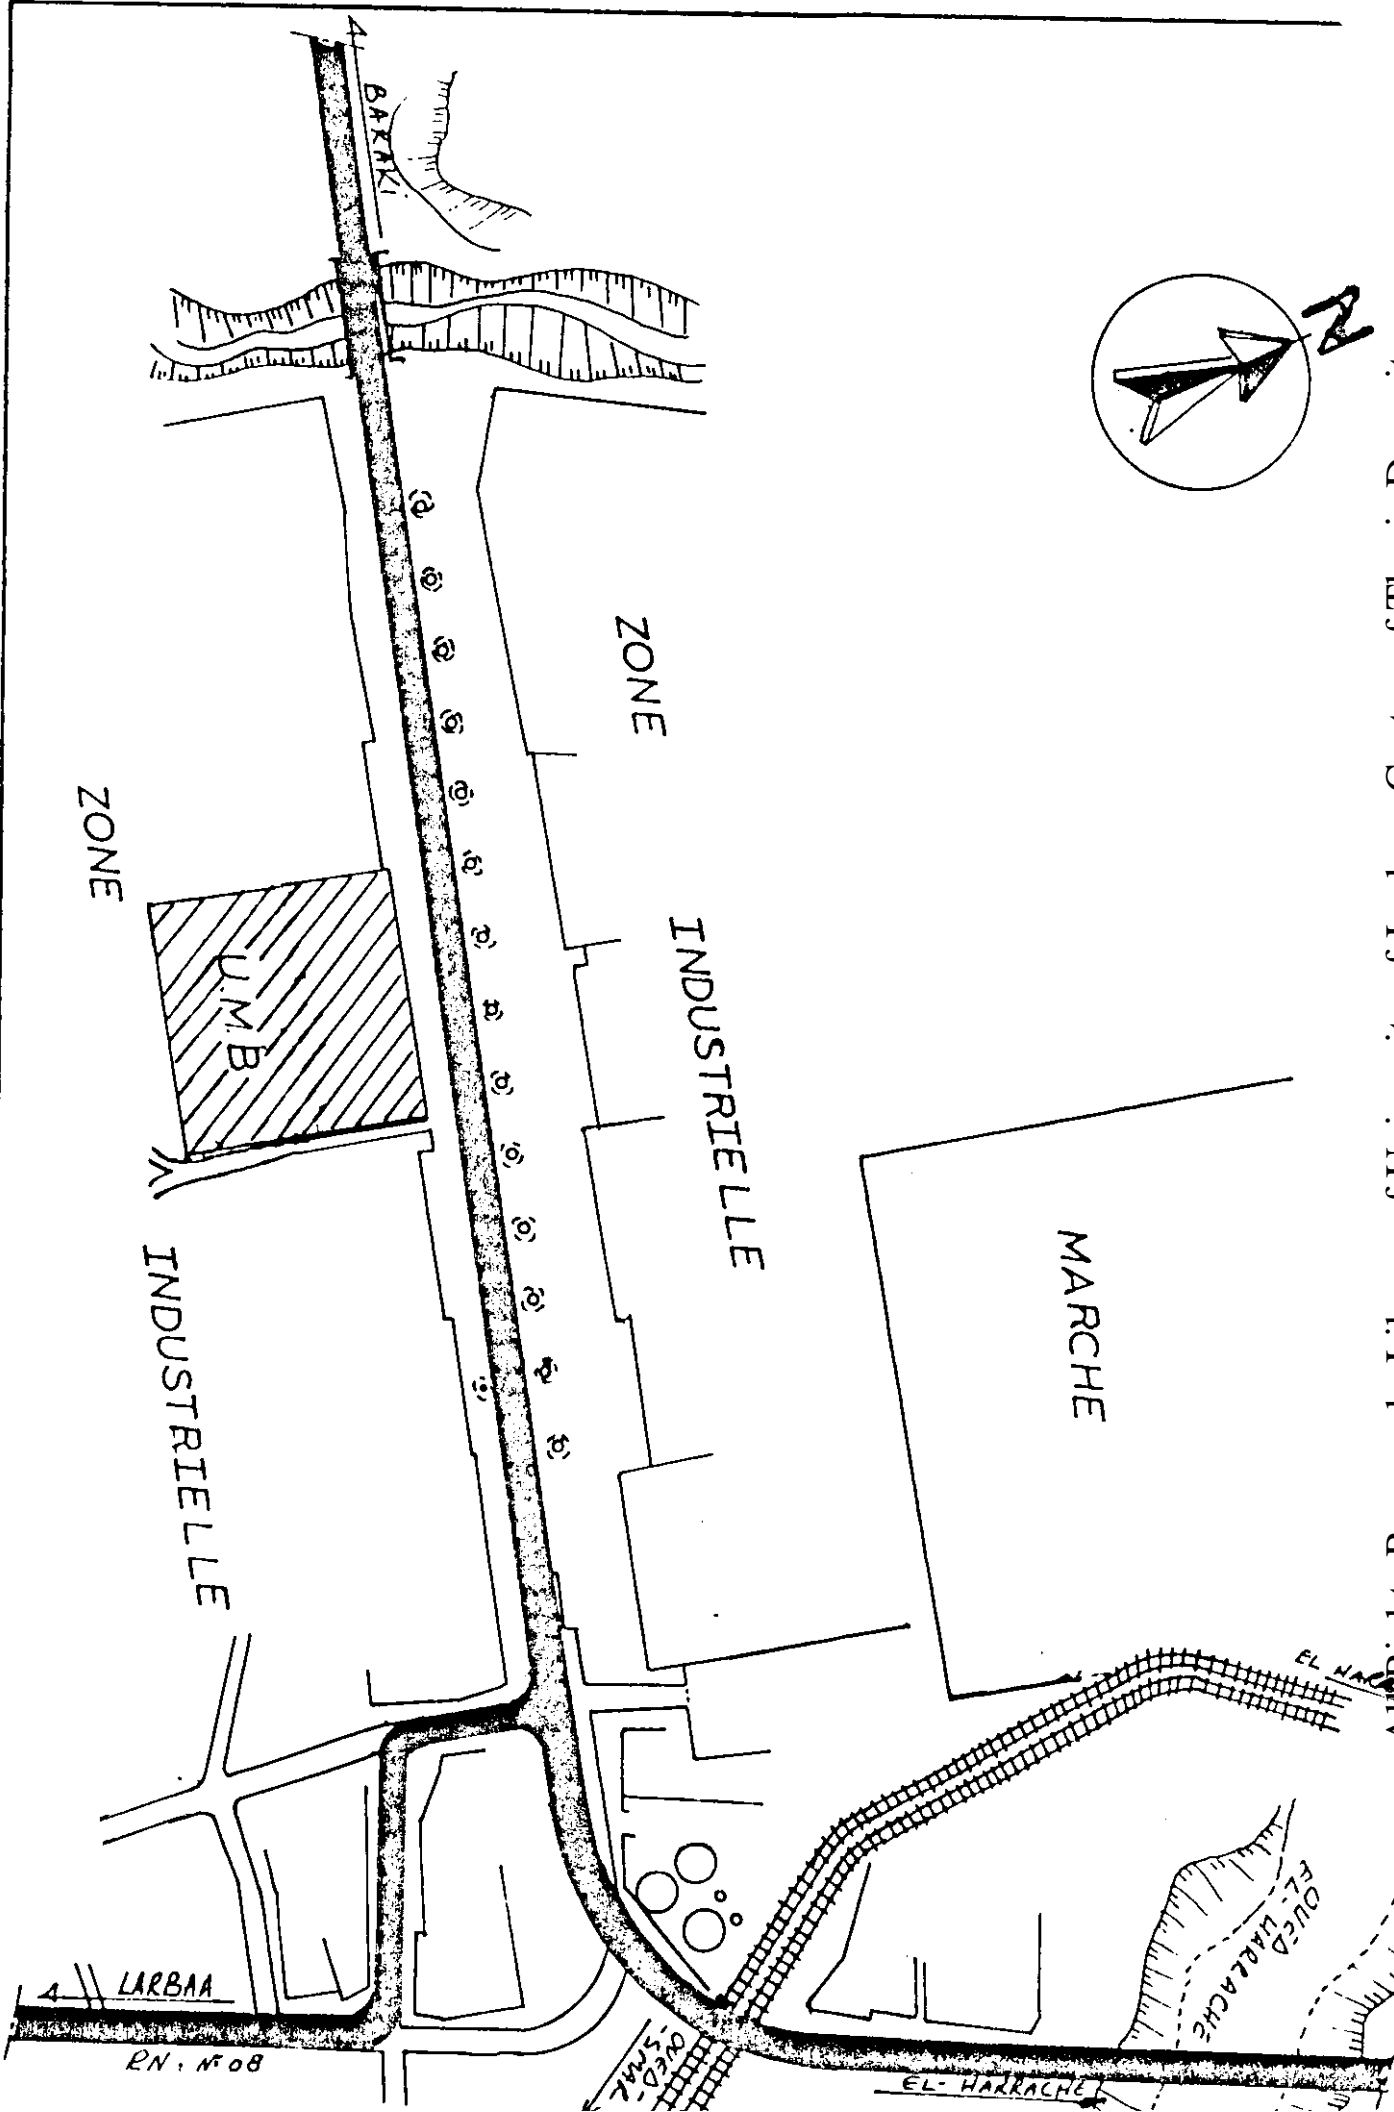 BARAKI
N
ZONE
INDUSTRIELLE
ZONE
INDUSTRIELLE
U.M.B
MARCHE
OUED
EL-HARRACHE
LARBAA
RN. N° 08
OUED-
-SMAR
EL-HARRACHE